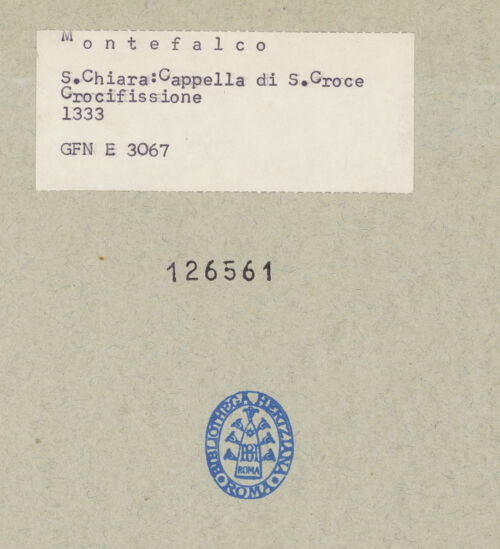 Montefalco
S.Chiara:Cappella di S.Croce
Crocifissione
1333
GFN E 3067
126561
BIBLIOTHECA HERTZIANA
ROMA
ROMA